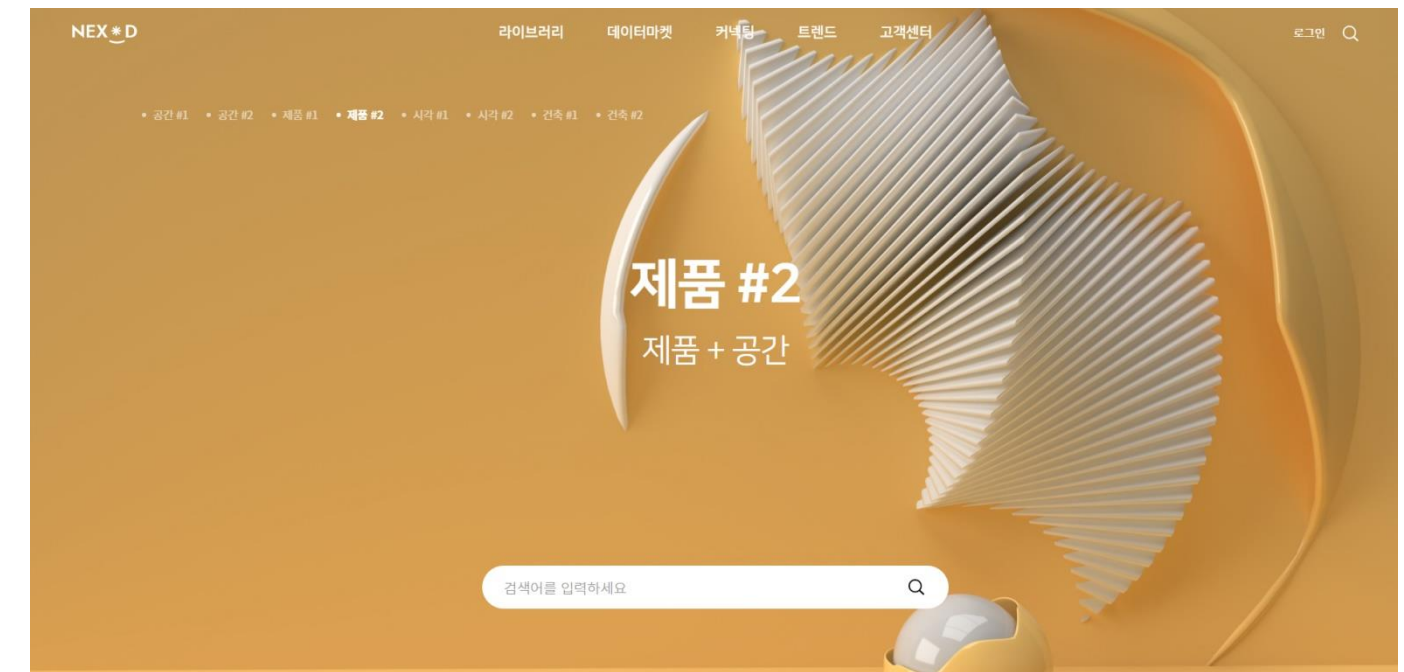 NEX*D 라이브러리 데이터마켓 커넥팅 트렌드 고객센터 로그인
• 공간 #1 • 공간 #2 • 제품 #1 • 제품 #2 • 시각 #1 • 시각 #2 • 건축 #1 • 건축 #2
제품 #2
제품 + 공간
검색어를 입력하세요